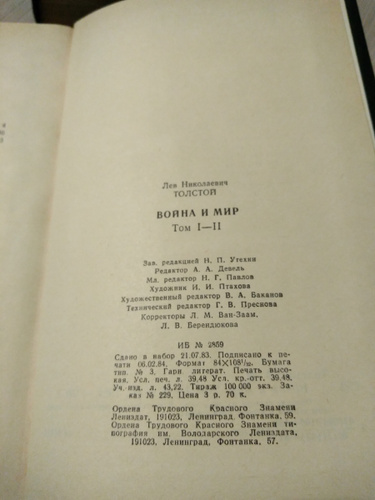 Лев Николаевич
ТОЛСТОЙ
ВОЙНА И МИР
Том I—II
Зав. редакцией Н. П. Утехин
Редактор А. А. Девель
Мл. редактор Н. Г. Павлов
Художник И. И. Птахова
Художественный редактор В. А. Баканов
Технический редактор Г. В. Преснова
Корректоры Л. М. Ван-Заам.
Л. В. Берендюкова
ИБ № 2859
Сдано в набор 21.07.83. Подписано к пе-
чати 06.02.84. Формат 84×108¹/₃₂. Бумага
тип. № 3. Гарн литерат. Печать высо-
кая. Усл. печ. л. 39,48 Усл. кр.-отт. 39,48.
Уч. изд. л. 43,22. Тираж 100 000 экз. За-
каз № 229. Цена 3 р. 70 к.
Ордена Трудового Красного Знамени
Лениздат, 191023, Ленинград, Фонтанка, 59.
Ордена Трудового Красного Знамени ти-
пография им. Володарского Лениздата,
191023, Ленинград, Фонтанка, 57.